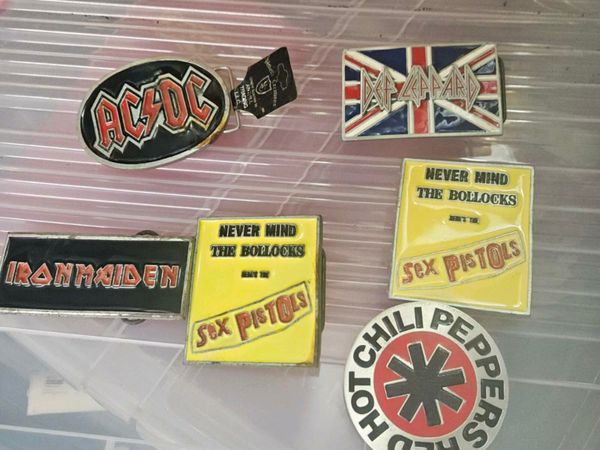 AC/DC
DEF LEPPARD
NEVER MIND
THE BOLLOCKS
HERE'S THE
SEX PISTOLS
IRON MAIDEN
NEVER MIND
THE BOLLOCKS
HERE'S THE
SEX PISTOLS
RED HOT CHILI PEPPERS